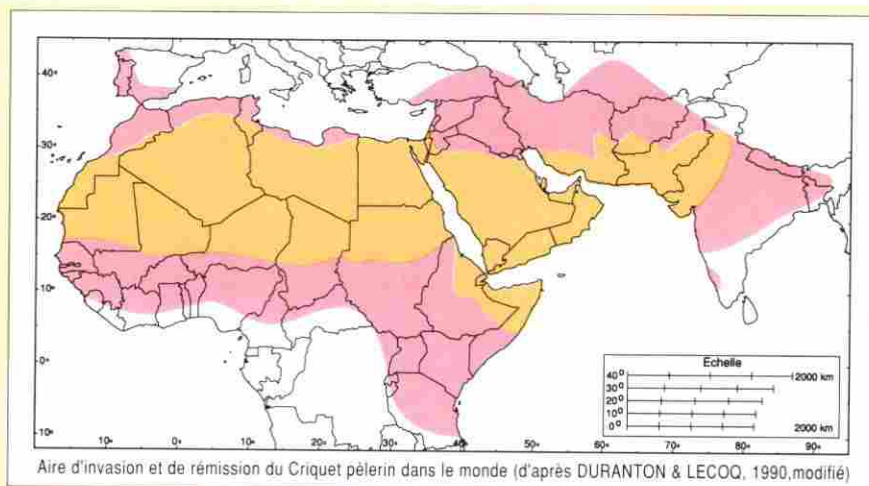 40°
30°
20°
10°
0°
10°
10° 0° 10° 20° 30° 40° 50° 60° 70° 80° 90°
Echelle
40° 2000 km
30°
20°
10°
0° 2000 km
Aire d'invasion et de rémission du Criquet pèlerin dans le monde (d'après DURANTON & LECOQ, 1990,modifié)